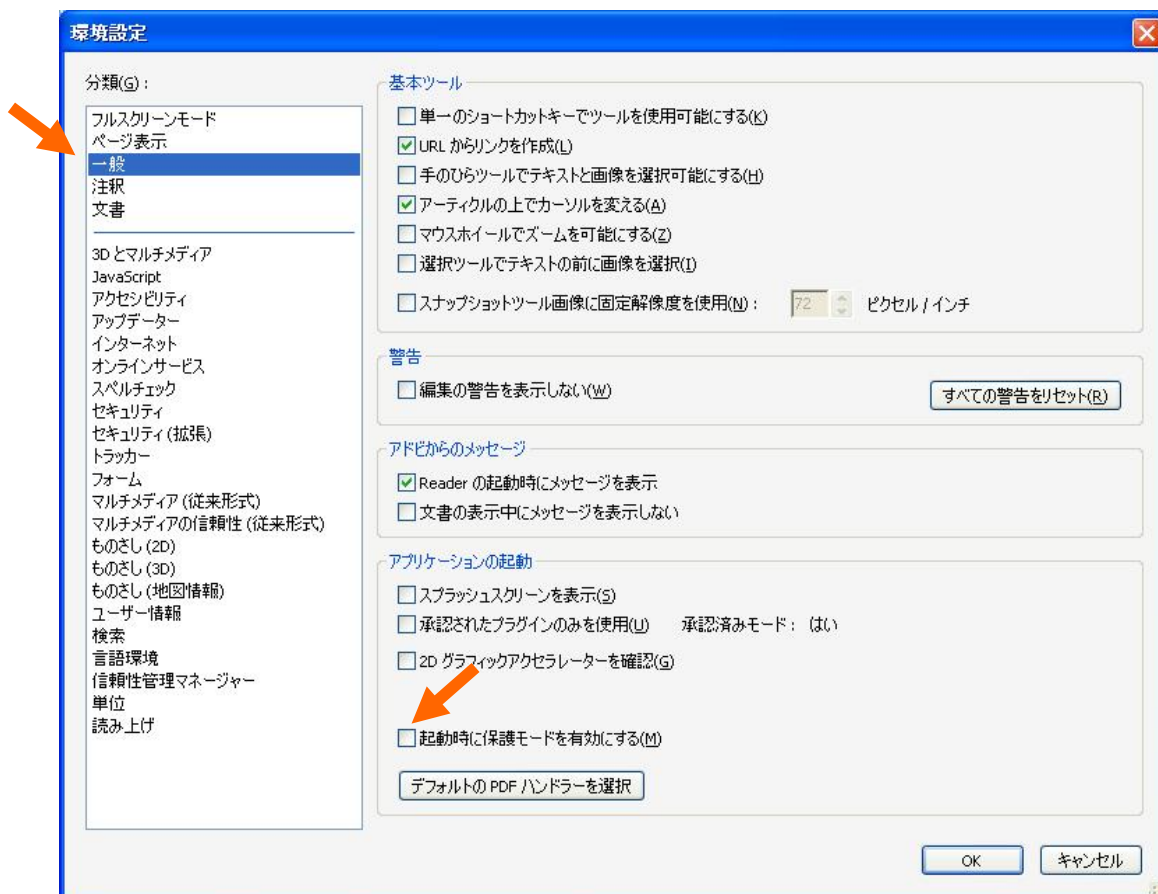 環境設定
分類(G):
フルスクリーンモード
ページ表示
一般
注釈
文書
3D とマルチメディア
JavaScript
アクセシビリティ
アップデーター
インターネット
オンラインサービス
スペルチェック
セキュリティ
セキュリティ (拡張)
トラッカー
フォーム
マルチメディア (従来形式)
マルチメディアの信頼性 (従来形式)
ものさし (2D)
ものさし (3D)
ものさし (地図情報)
ユーザー情報
検索
言語環境
信頼性管理マネージャー
単位
読み上げ
基本ツール
単一のショートカットキーでツールを使用可能にする(K)
URL からリンクを作成(L)
手のひらツールでテキストと画像を選択可能にする(H)
アーティクルの上でカーソルを変える(A)
マウスホイールでズームを可能にする(Z)
選択ツールでテキストの前に画像を選択(I)
スナップショットツール画像に固定解像度を使用(N): 72 ピクセル / インチ
警告
編集の警告を表示しない(W) すべての警告をリセット(R)
アドビからのメッセージ
Reader の起動時にメッセージを表示
文書の表示中にメッセージを表示しない
アプリケーションの起動
スプラッシュスクリーンを表示(S)
承認されたプラグインのみを使用(U) 承認済みモード: はい
2D グラフィックアクセラレーターを確認(G)
起動時に保護モードを有効にする(M)
デフォルトの PDF ハンドラーを選択
OK キャンセル